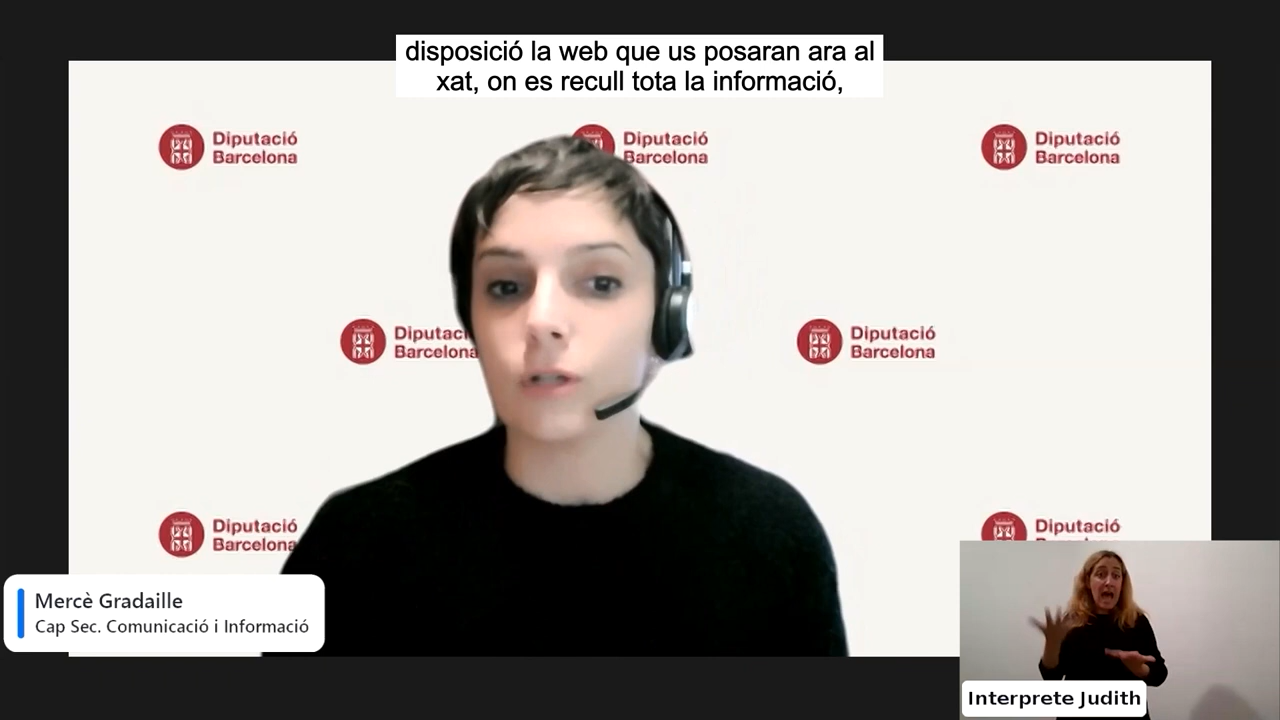 disposició la web que us posaran ara al
xat, on es recull tota la informació,
Diputació
Barcelona
Diputació
Barcelona
Diputació
Barcelona
Diputació
Barcelona
Diputació
Barcelona
Diputació
Barcelona
Diputació
Mercè Gradaille
Cap Sec. Comunicació i Informació
Interprete Judith